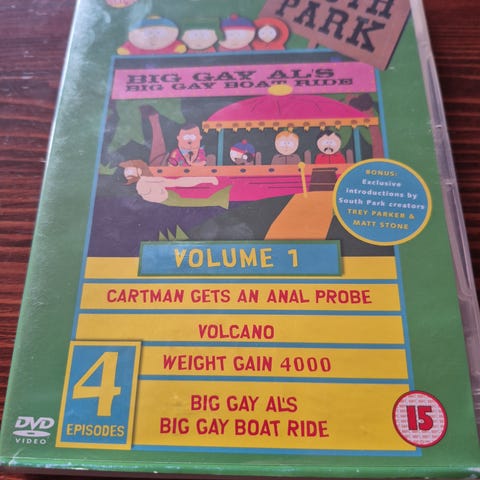 PARK
BIG GAY AL'S
BIG GAY BOAT RIDE
BONUS:
Exclusive
introductions by
South Park creators
TREY PARKER &
MATT STONE
VOLUME 1
CARTMAN GETS AN ANAL PROBE
VOLCANO
WEIGHT GAIN 4000
4
EPISODES
BIG GAY AL'S
BIG GAY BOAT RIDE
DVD
VIDEO
15